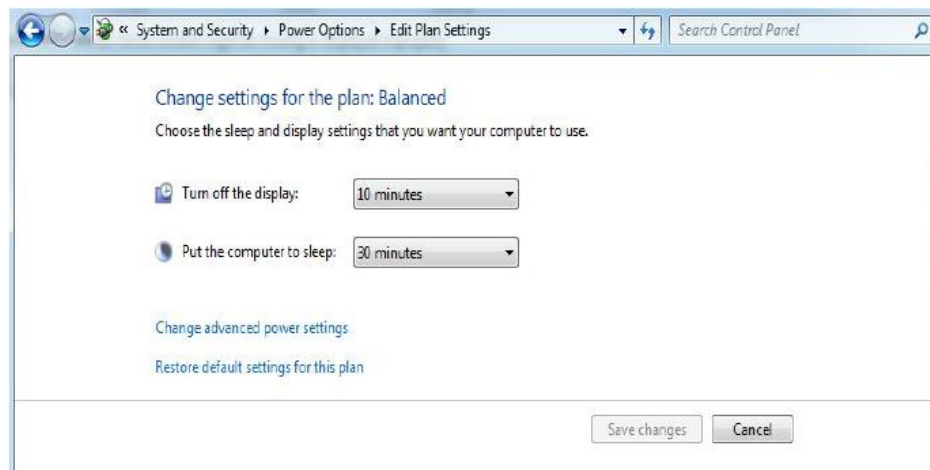 « System and Security ▸ Power Options ▸ Edit Plan Settings
Search Control Panel
Change settings for the plan: Balanced
Choose the sleep and display settings that you want your computer to use.
Turn off the display: 10 minutes
Put the computer to sleep: 30 minutes
Change advanced power settings
Restore default settings for this plan
Save changes Cancel